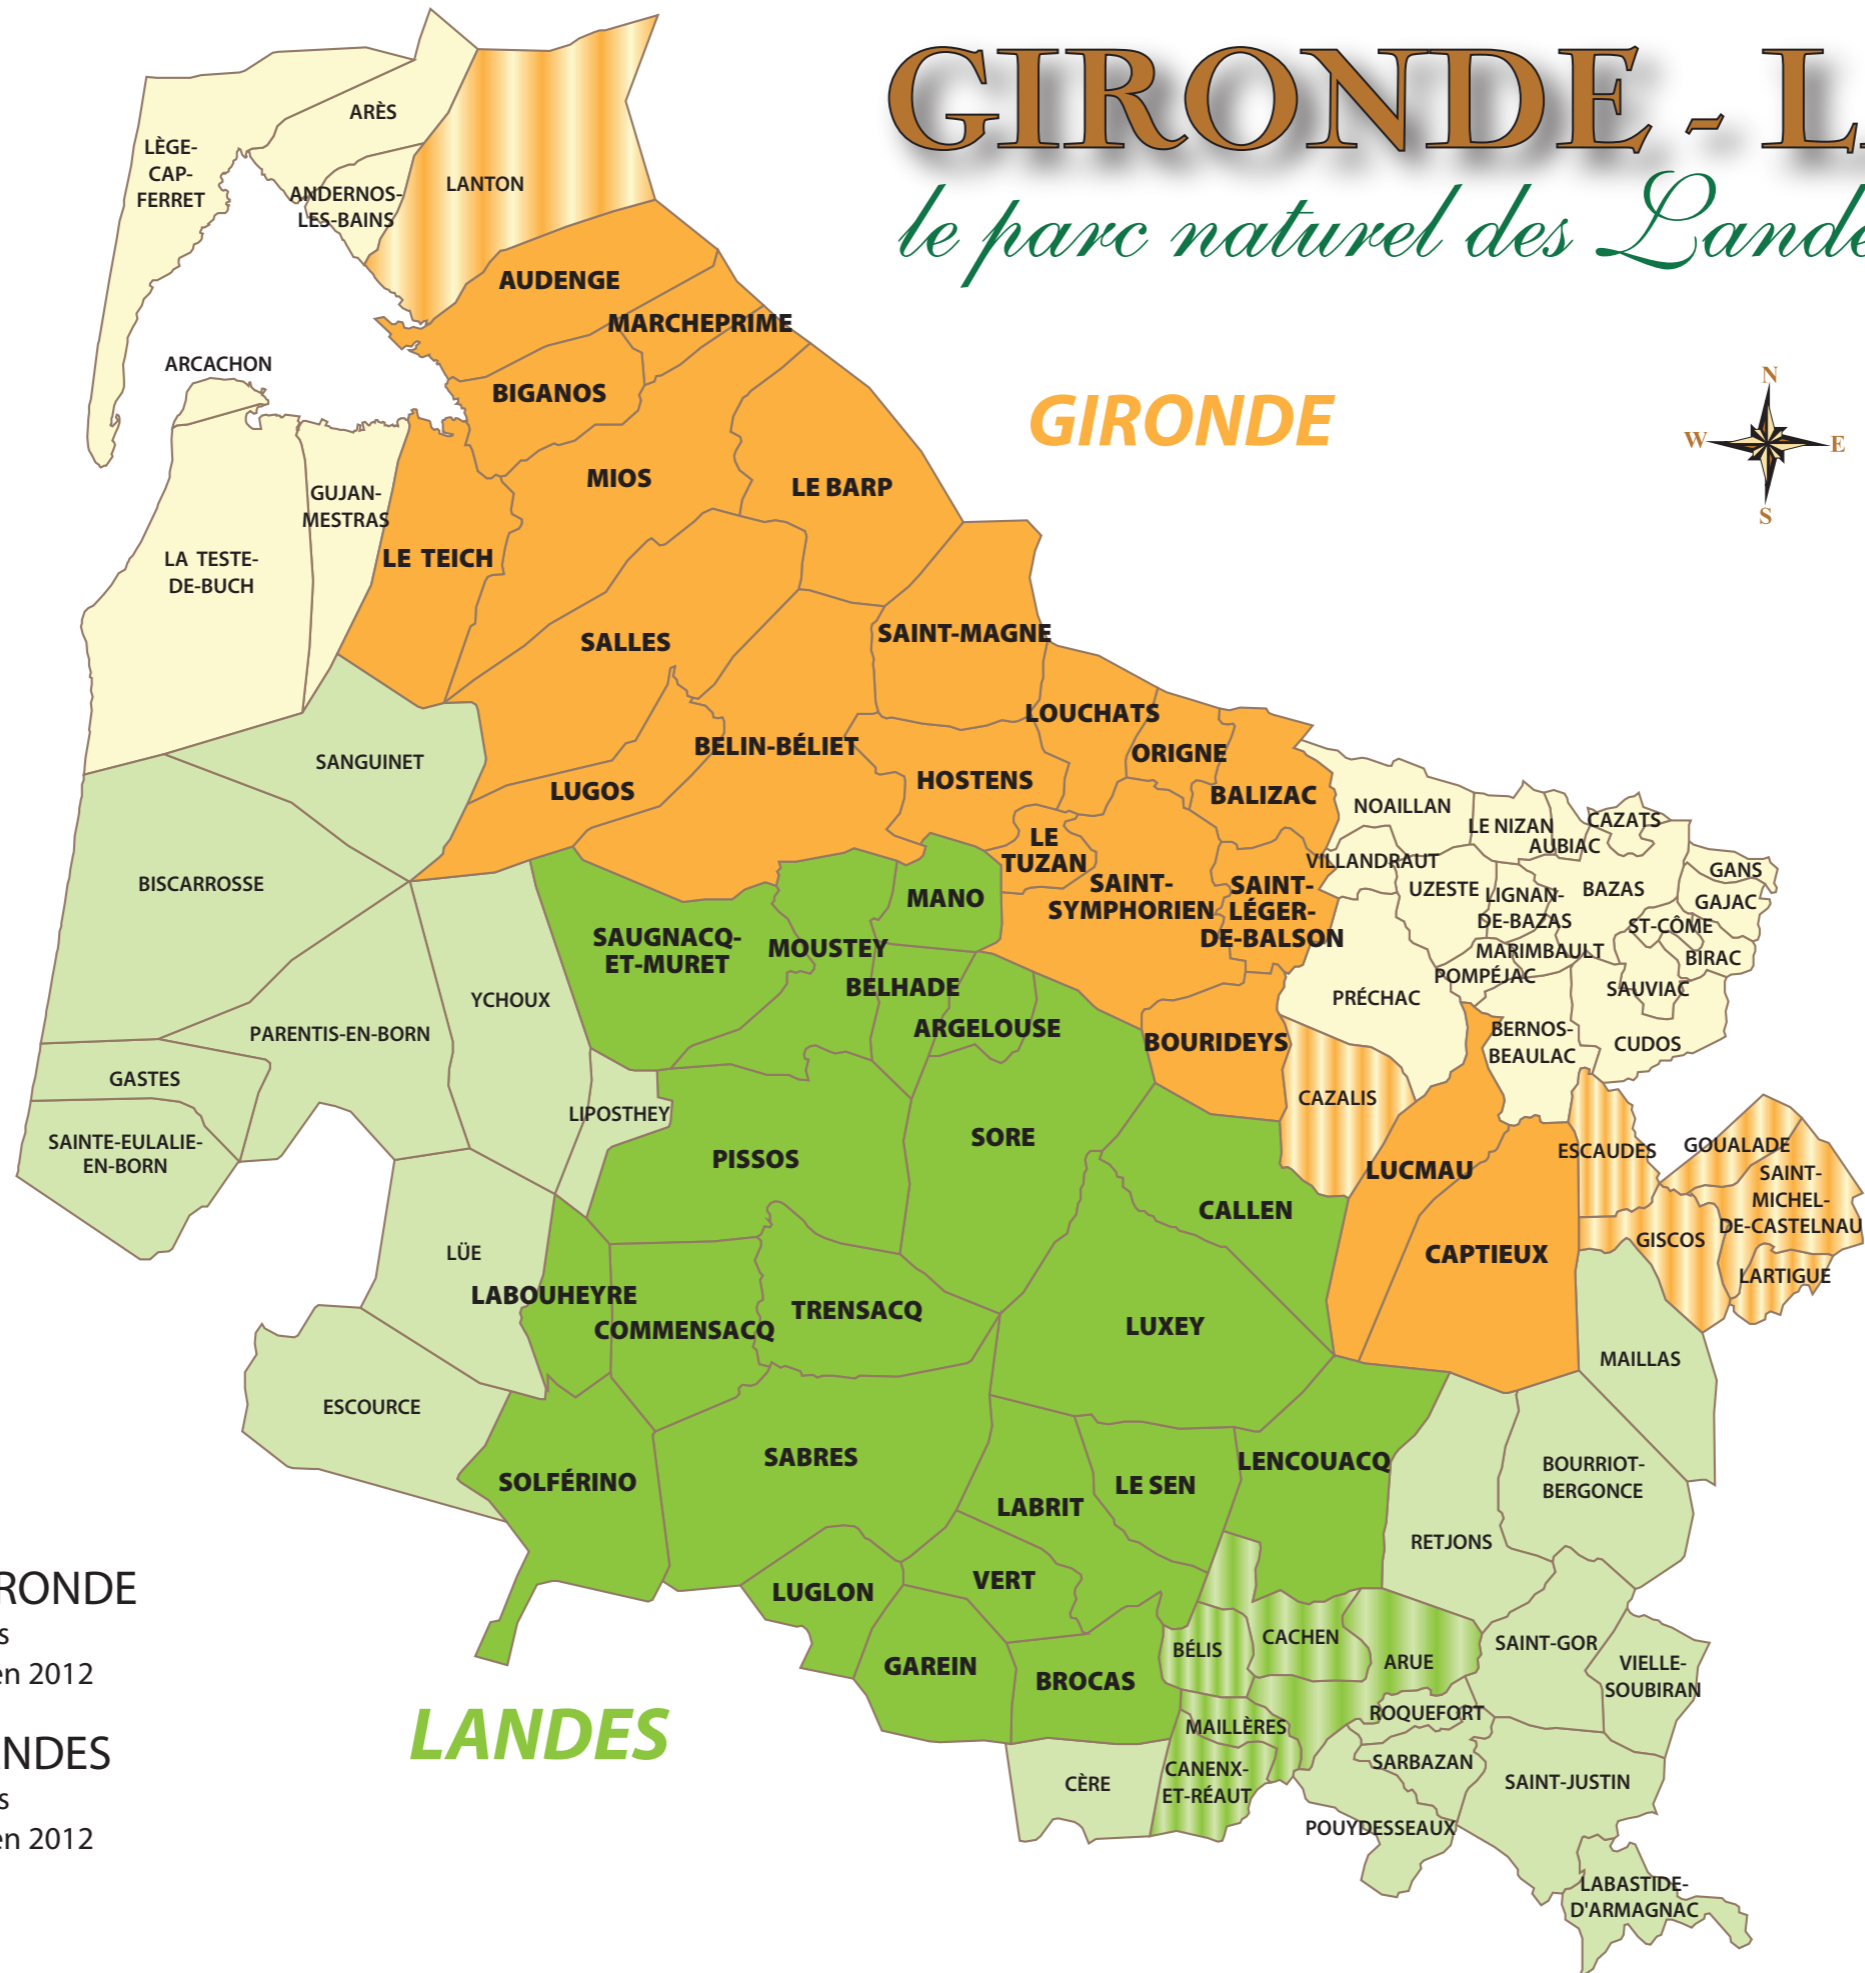 GIRONDE - L
le parc naturel des Lande
ARÈS
LÈGE-
CAP-
FERRET
ANDERNOS-
LES-BAINS
LANTON
AUDENGE
MARCHEPRIME
ARCACHON
BIGANOS
GIRONDE
N
W
E
S
MIOS
LE BARP
GUJAN-
MESTRAS
LA TESTE-
DE-BUCH
LE TEICH
SALLES
SAINT-MAGNE
LOUCHATS
BELIN-BÉLIET
ORIGNE
SANGUINET
HOSTENS
LUGOS
BALIZAC
NOAILLAN
LE NIZAN
CAZATS
AUBIAC
LE
TUZAN
VILLANDRAUT
GANS
BISCARROSSE
SAINT-
SYMPHORIEN
SAINT-
LÉGER-
DE-BALSON
UZESTE
LIGNAN-
DE-BAZAS
BAZAS
GAJAC
MANO
ST-CÔME
SAUGNACQ-
ET-MURET
MOUSTEY
MARIMBAULT
BIRAC
POMPÉJAC
BELHADE
SAUVIAC
YCHOUX
PRÉCHAC
ARGELOUSE
PARENTIS-EN-BORN
BOURIDEYS
BERNOS-
BEAULAC
CUDOS
GASTES
CAZALIS
LIPOSTHEY
SORE
SAINTE-EULALIE-
EN-BORN
PISSOS
LUCMAU
ESCAUDES
GOUALADE
SAINT-
MICHEL-
DE-CASTELNAU
CALLEN
GISCOS
LÜE
CAPTIEUX
LARTIGUE
LABOUHEYRE
TRENSACQ
COMMENSACQ
LUXEY
MAILLAS
ESCOURCE
SABRES
LENCOUACQ
BOURRIOT-
BERGONCE
SOLFÉRINO
LE SEN
LABRIT
RETJONS
RONDE
s
en 2012
VERT
LUGLON
BÉLIS
CACHEN
ARUE
SAINT-GOR
VIELLE-
SOUBIRAN
GAREIN
BROCAS
ROQUEFORT
LANDES
MAILLÈRES
NDES
s
en 2012
SARBAZAN
CANENX-
ET-RÉAUT
CÈRE
SAINT-JUSTIN
POUYDESSEAUX
LABASTIDE-
D'ARMAGNAC